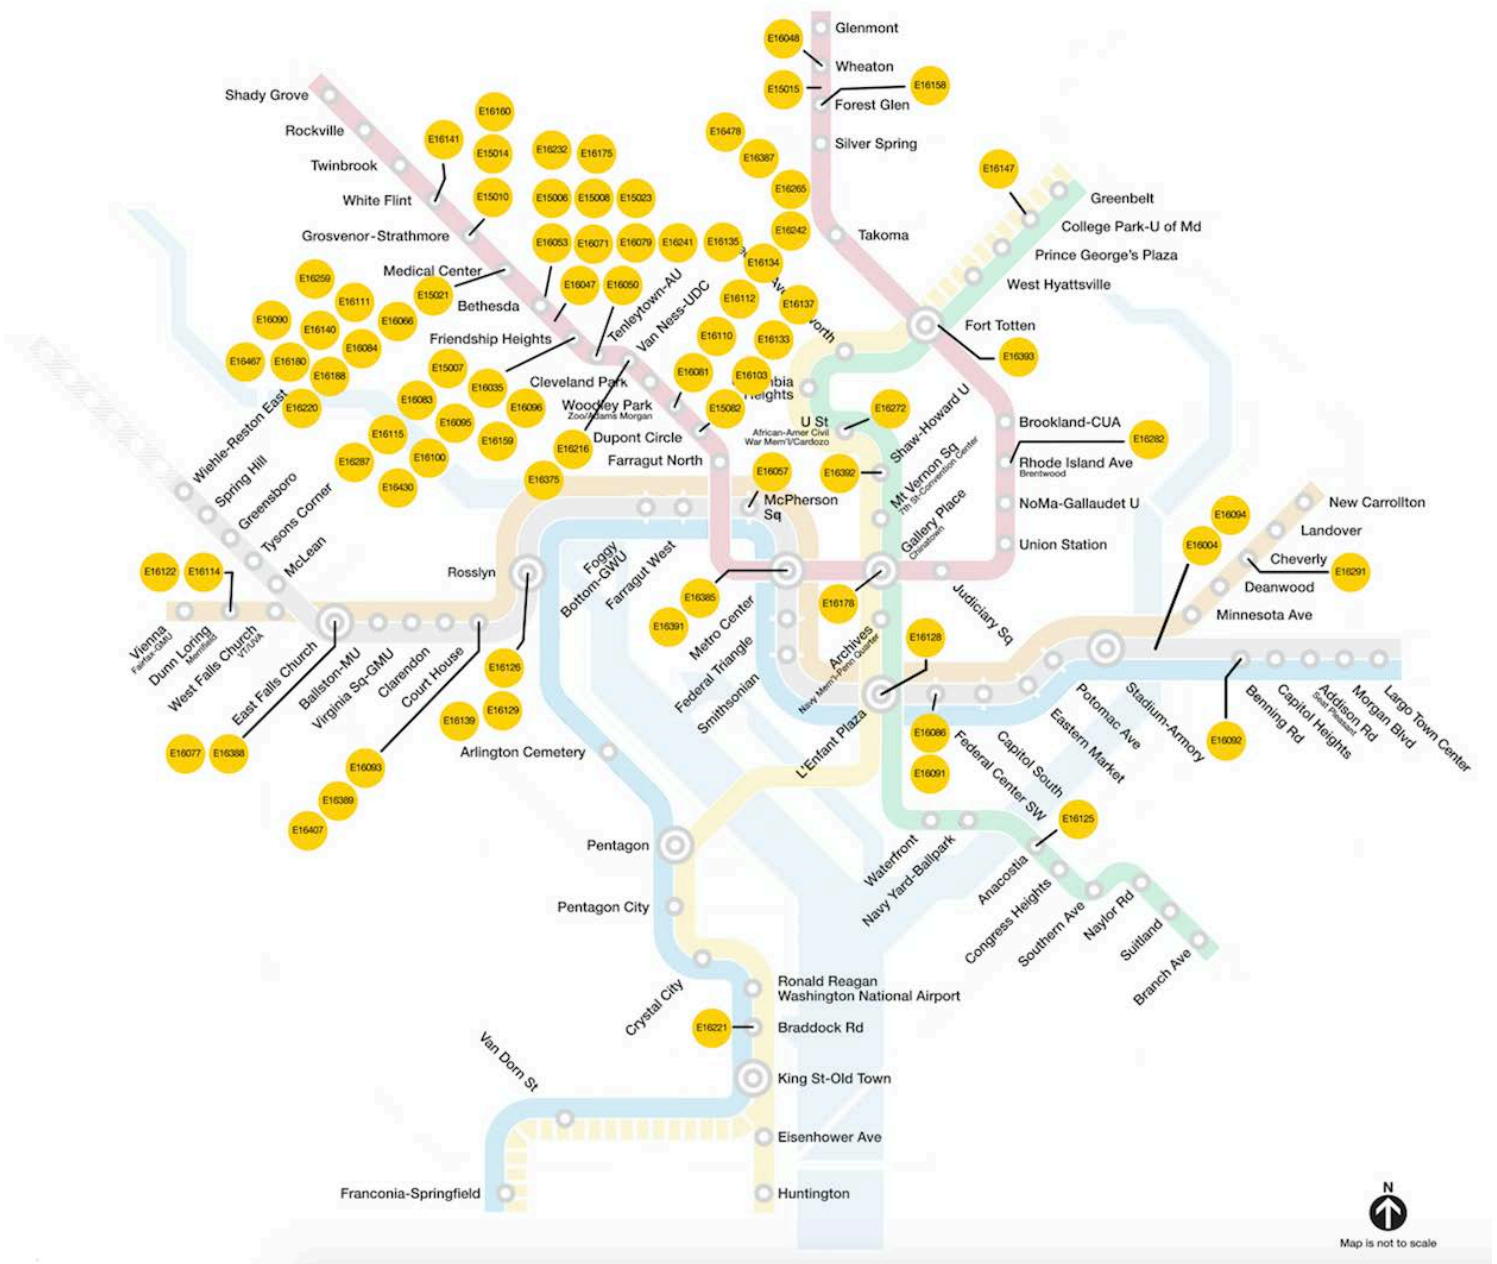 Glenmont
E16048
Wheaton
E15015
E16158
Forest Glen
Silver Spring
Shady Grove
Rockville
Twinbrook
White Flint
Grosvenor-Strathmore
Medical Center
Bethesda
Friendship Heights
Tenleytown-AU
Van Ness-UDC
Cleveland Park
Woodley Park
Zoo/Adams Morgan
Dupont Circle
Farragut North
E16160
E16141
E15014
E15010
E16232
E16175
E15006
E15008
E15023
E16053
E16071
E16079
E16241
E16135
E16047
E16050
E15021
E16478
E16387
E16265
E16242
E16134
E16112
E16137
E16110
E16133
E16081
E16103
E15082
E16259
E16111
E16090
E16140
E16066
E16084
E16467
E16180
E16188
E16220
E15007
E16035
E16083
E16096
E16095
E16115
E16159
E16100
E16287
E16430
E16216
E16375
E16147
Greenbelt
College Park-U of Md
Prince George's Plaza
West Hyattsville
Takoma
Fort Totten
E16393
orth
bia
Heights
U St
African-Amer Civil
War Mem'l/Cardozo
E16272
E16392
Shaw-Howard U
Mt Vernon Sq
7th St-Convention Center
Gallery Place
Chinatown
Brookland-CUA
E16282
Rhode Island Ave
Brentwood
NoMa-Gallaudet U
Union Station
Judiciary Sq
E16057
McPherson
Sq
Wiehle-Reston East
Spring Hill
Greensboro
Tysons Corner
McLean
E16122
E16114
Vienna
Fairfax-GMU
Dunn Loring
Merrifield
West Falls Church
VT/UVA
East Falls Church
Ballston-MU
Virginia Sq-GMU
Clarendon
Court House
Rosslyn
Foggy
Bottom-GWU
Farragut West
E16385
E16391
Metro Center
Federal Triangle
Smithsonian
E16178
Archives
Navy Mem'l-Penn Quarter
E16128
L'Enfant Plaza
E16086
E16091
Federal Center SW
Capitol South
Eastern Market
Potomac Ave
Stadium-Armory
E16094
E16004
New Carrollton
Landover
Cheverly
E16291
Deanwood
Minnesota Ave
E16092
Benning Rd
Capitol Heights
Addison Rd
Seat Pleasant
Morgan Blvd
Largo Town Center
E16077
E16388
E16093
E16389
E16407
E16126
E16129
E16139
Arlington Cemetery
Pentagon
Pentagon City
Crystal City
Ronald Reagan
Washington National Airport
E16221
Braddock Rd
King St-Old Town
Van Dorn St
Franconia-Springfield
Eisenhower Ave
Huntington
Waterfront
Navy Yard-Ballpark
E16125
Anacostia
Congress Heights
Southern Ave
Naylor Rd
Suitland
Branch Ave
N
Map is not to scale